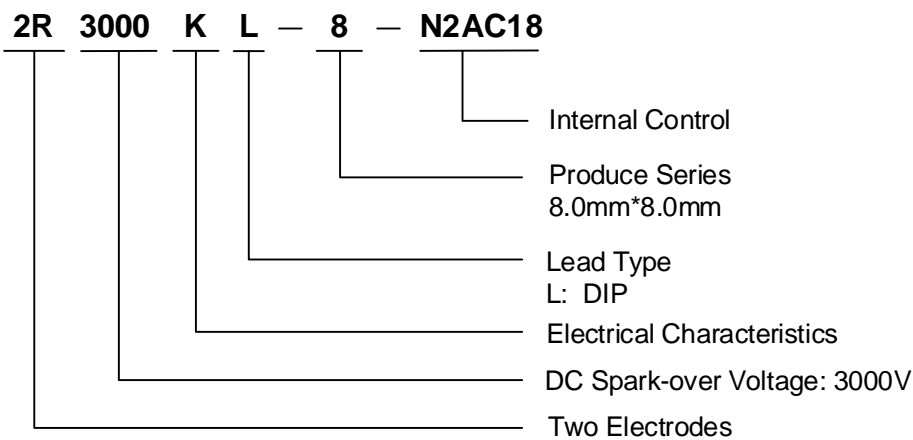 2R 3000 K L — 8 — N2AC18
Internal Control
Produce Series
8.0mm*8.0mm
Lead Type
L: DIP
Electrical Characteristics
DC Spark-over Voltage: 3000V
Two Electrodes